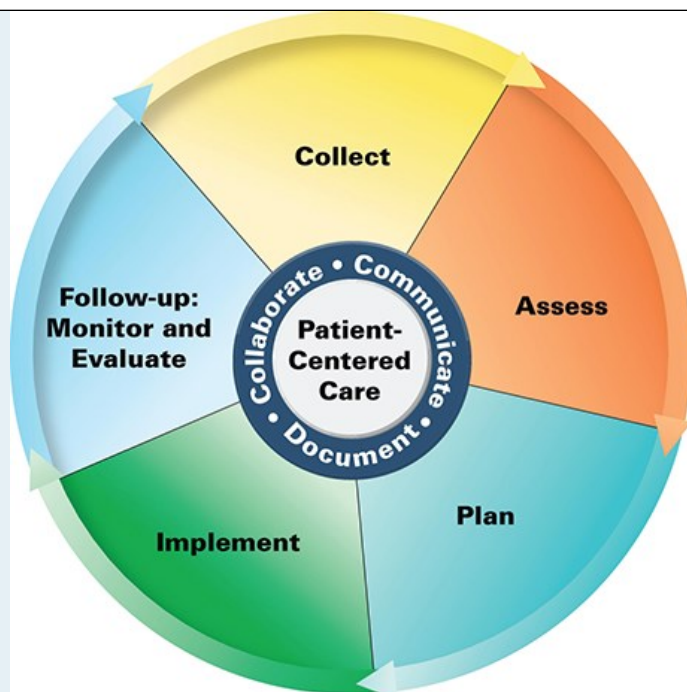 Collect
Assess
Plan
Implement
Follow-up:
Monitor and
Evaluate
Collaborate • Communicate • Document •
Patient-
Centered
Care